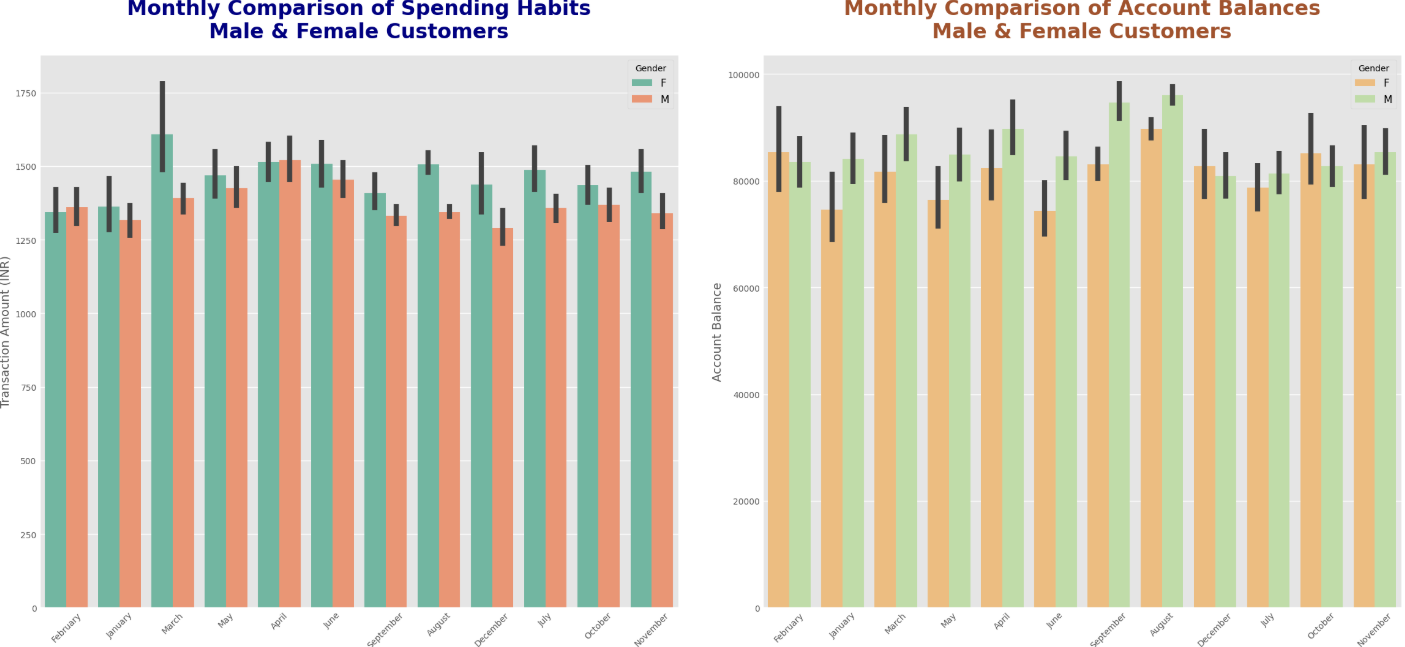 Monthly Comparison of Spending Habits
Male & Female Customers
Transaction Amount (INR)
1750
1500
1250
1000
750
500
250
0
Gender
F
M
February
January
March
May
April
June
September
August
December
July
October
November
Monthly Comparison of Account Balances
Male & Female Customers
Account Balance
100000
80000
60000
40000
20000
0
Gender
F
M
February
January
March
May
April
June
September
August
December
July
October
November